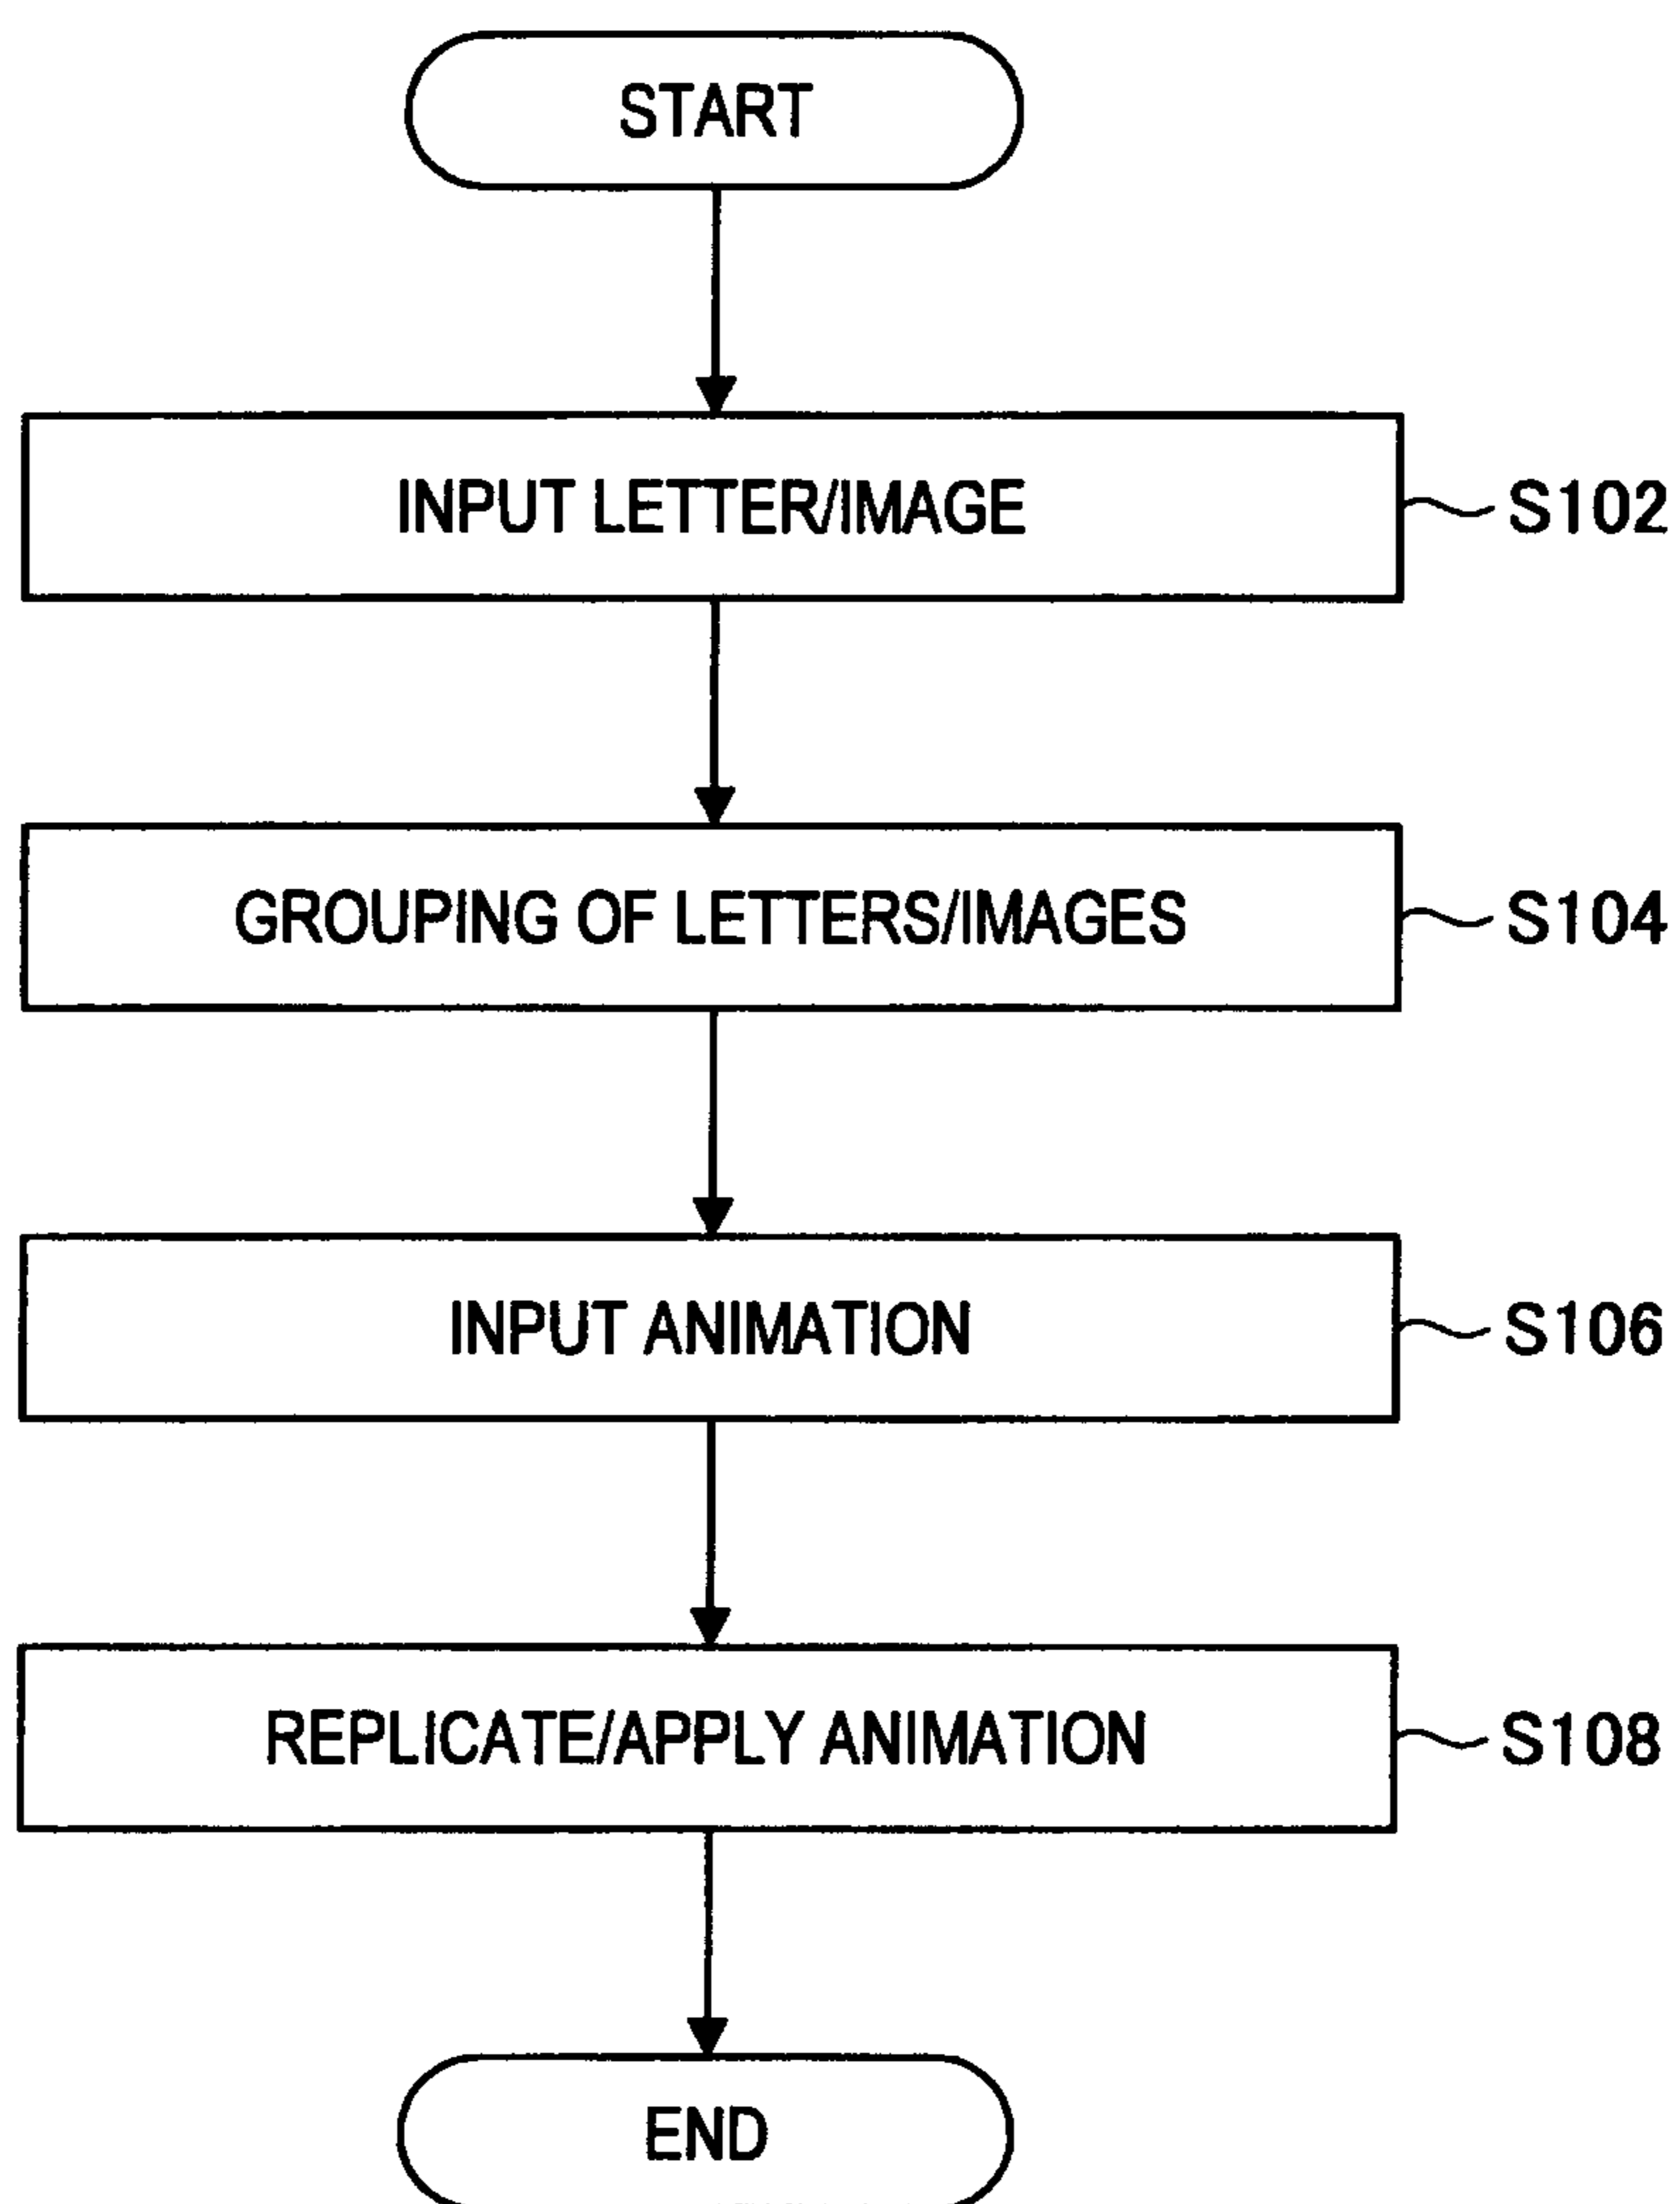 START
INPUT LETTER/IMAGE
S102
GROUPING OF LETTERS/IMAGES
S104
INPUT ANIMATION
S106
REPLICATE/APPLY ANIMATION
S108
END